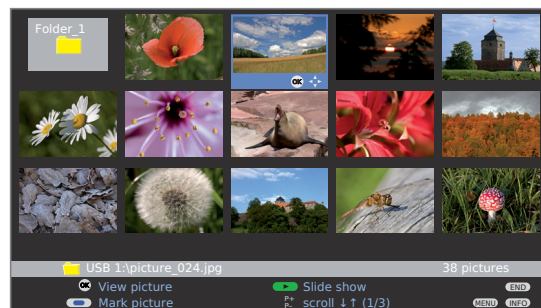 Folder_1
OK
USB 1:\picture_024.jpg 38 pictures
OK View picture Slide show END
Mark picture P+ P- scroll ↓↑ (1/3) MENU INFO